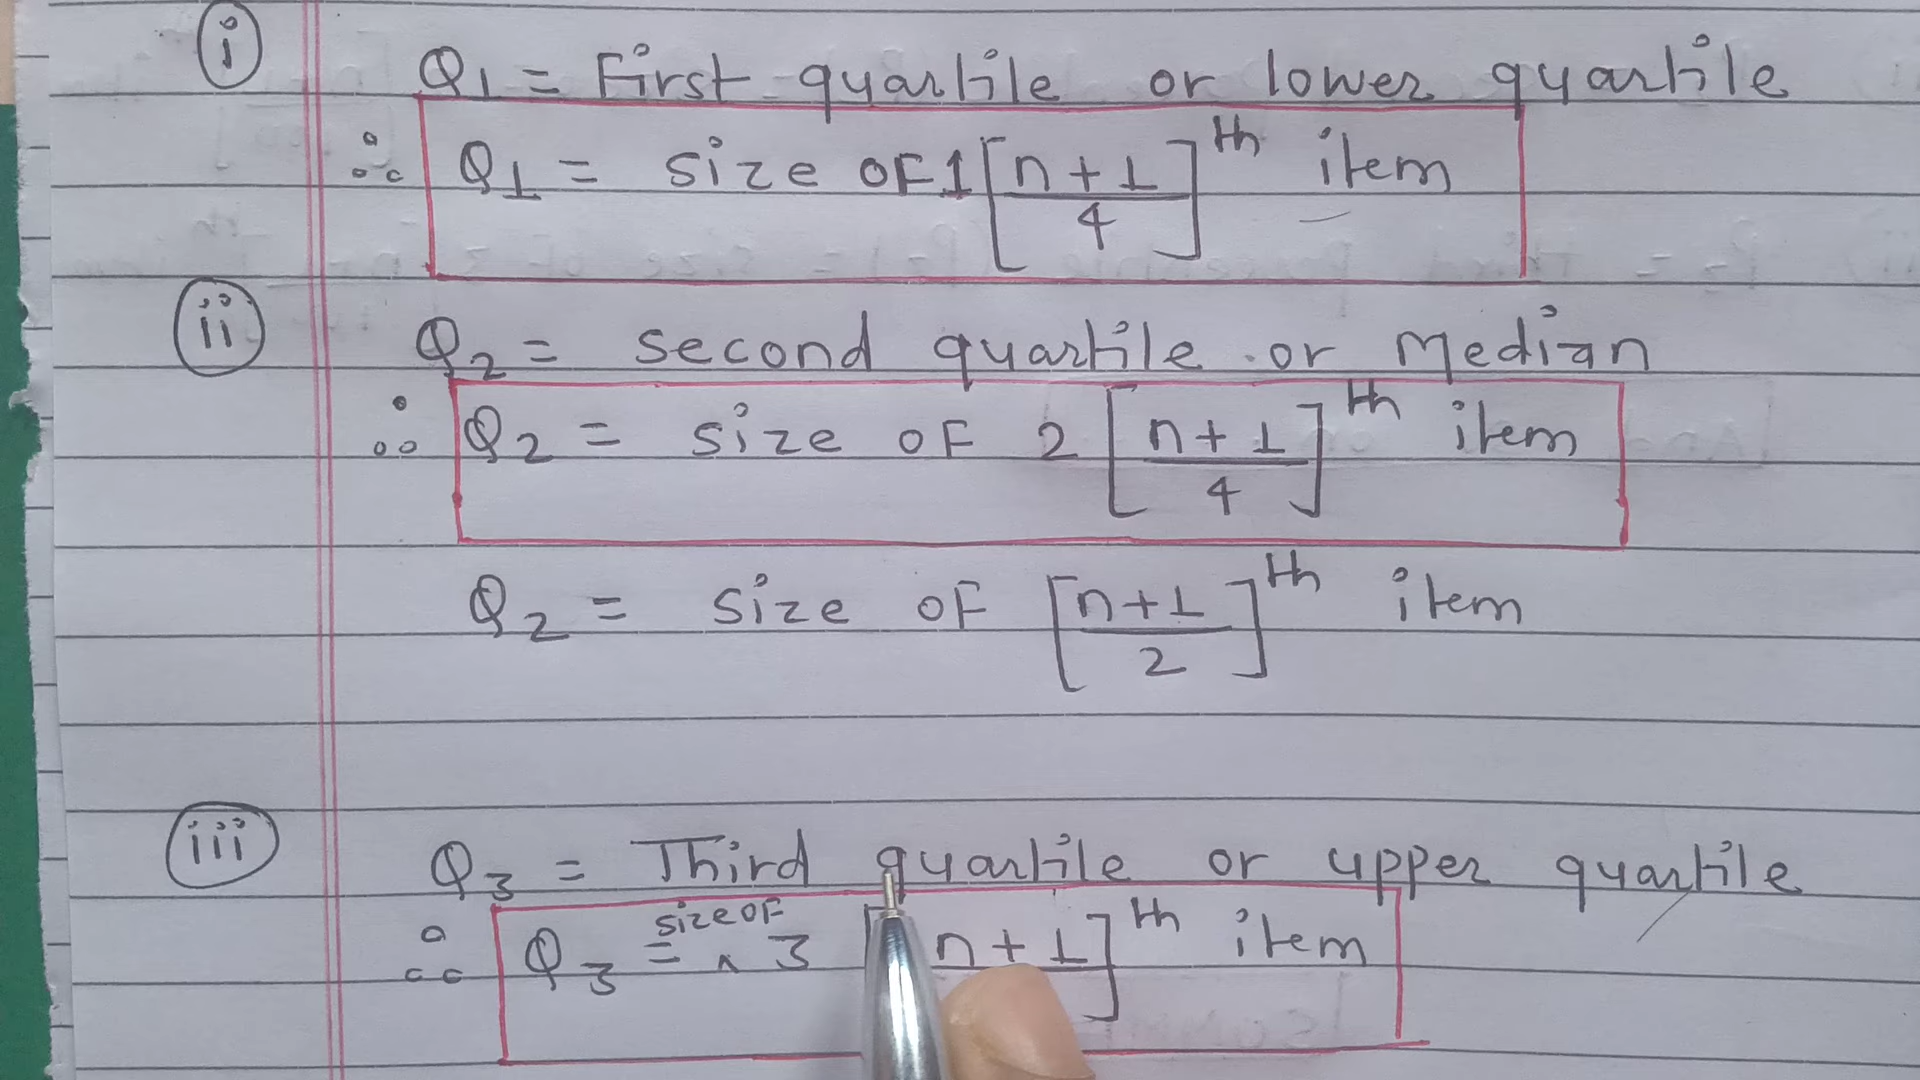 i Q1 = First quartile or lower quartile
∴ Q1 = size OF 1 [n+1/4]th item
ii Q2 = second quartile or Median
∴ Q2 = size OF 2 [n+1/4]th item
Q2 = size OF [n+1/2]th item
iii Q3 = Third quartile or upper quartile
∴ Q3 = size OF 3 [n+1]th item